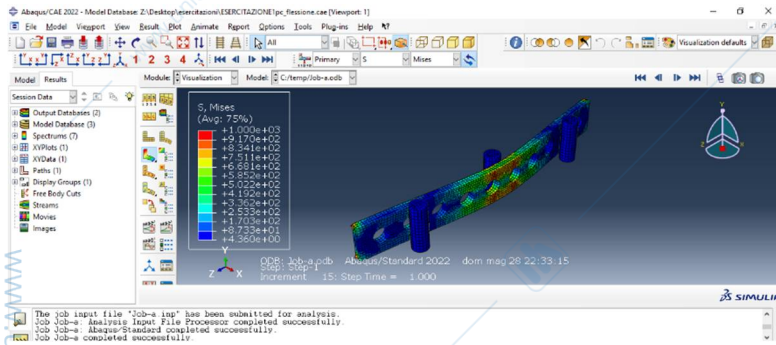 Abaqus/CAE 2022 - Model Database: Z:\Desktop\esercitazioni\ESERCITAZIONE1pc_flessione.cae [Viewport: 1]
File Model Viewport View Result Plot Animate Report Options Tools Plug-ins Help
All
Visualization defaults
1 2 3 4
Primary
S
Mises
Model Results
Module: Visualization Model: C:/temp/Job-a.odb
Session Data
Output Databases (2)
Model Database (3)
Spectrums (7)
XYPlots (1)
XYData (1)
Paths (1)
Display Groups (1)
Free Body Cuts
Streams
Movies
Images
S, Mises
(Avg: 75%)
+1.000e+03
+9.170e+02
+8.341e+02
+7.511e+02
+6.681e+02
+5.852e+02
+5.022e+02
+4.192e+02
+3.362e+02
+2.533e+02
+1.703e+02
+8.733e+01
+4.360e+00
Y
Z X
Y
Z X
ODB: Job-a.odb Abaqus/Standard 2022 dom mag 28 22:33:15
Step: Step-1
Increment 15: Step Time = 1.000
The job input file "Job-a.inp" has been submitted for analysis.
Job Job-a: Analysis Input File Processor completed successfully.
Job Job-a: Abaqus/Standard completed successfully.
Job Job-a completed successfully.